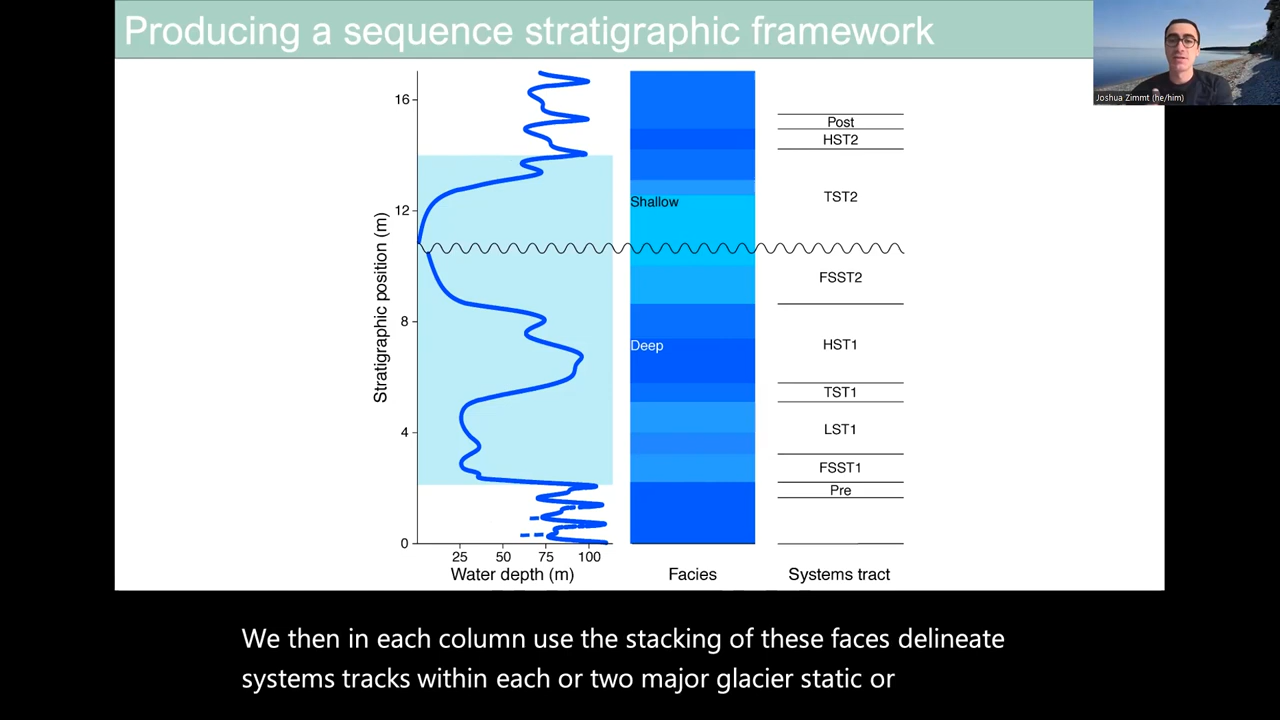 Producing a sequence stratigraphic framework
Joshua Zimmt (he/him)
Stratigraphic position (m)
16
12
8
4
0
25 50 75 100
Water depth (m)
Shallow
Deep
Facies
Post
HST2
TST2
FSST2
HST1
TST1
LST1
FSST1
Pre
Systems tract
We then in each column use the stacking of these faces delineate
systems tracks within each or two major glacier static or